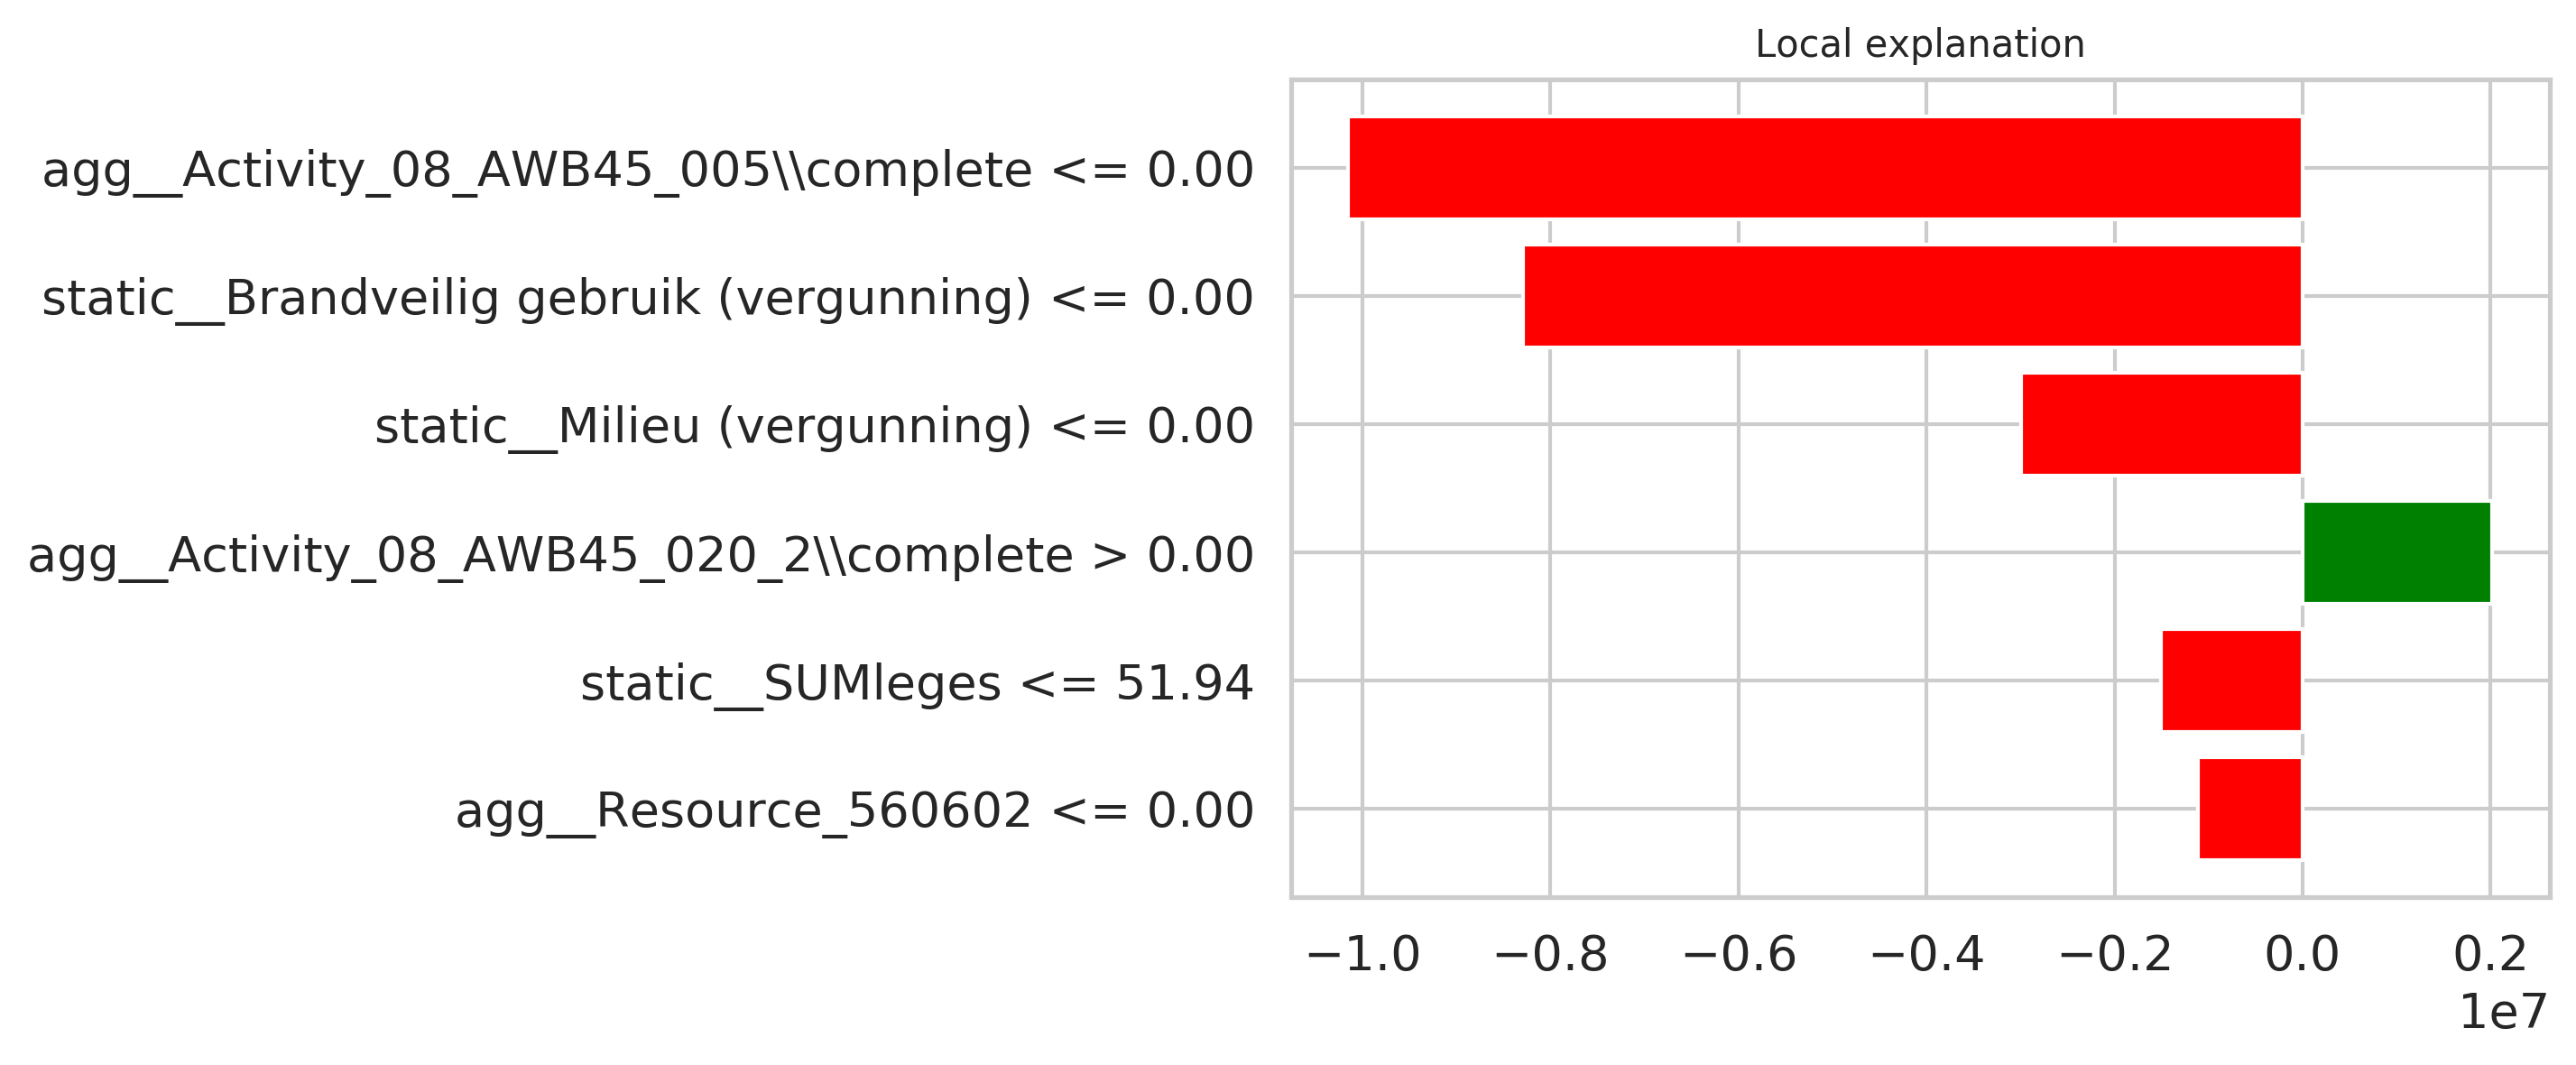 Local explanation
agg__Activity_08_AWB45_005\\complete <= 0.00
static__Brandveilig gebruik (vergunning) <= 0.00
static__Milieu (vergunning) <= 0.00
agg__Activity_08_AWB45_020_2\\complete > 0.00
static__SUMleges <= 51.94
agg__Resource_560602 <= 0.00
−1.0 −0.8 −0.6 −0.4 −0.2 0.0 0.2
1e7